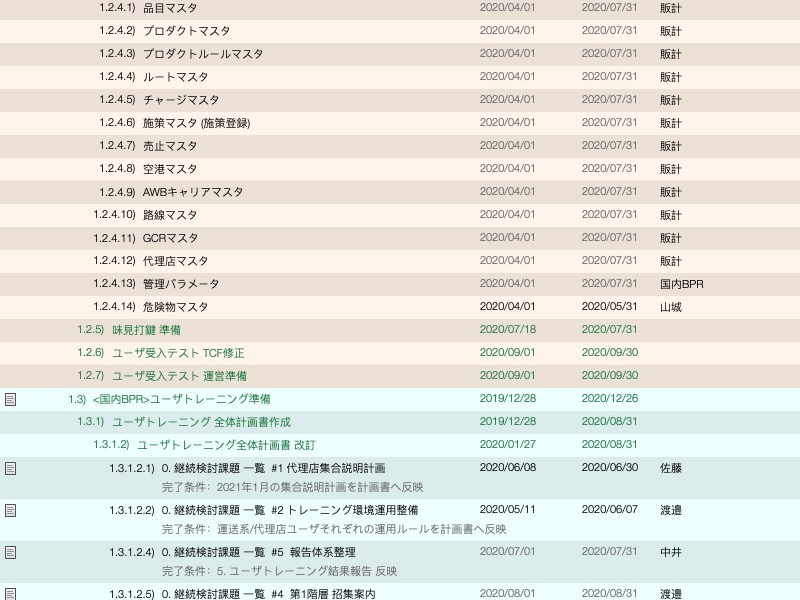 1.2.4.1) 品目マスタ 2020/04/01 2020/07/31 販計
1.2.4.2) プロダクトマスタ 2020/04/01 2020/07/31 販計
1.2.4.3) プロダクトルールマスタ 2020/04/01 2020/07/31 販計
1.2.4.4) ルートマスタ 2020/04/01 2020/07/31 販計
1.2.4.5) チャージマスタ 2020/04/01 2020/07/31 販計
1.2.4.6) 施策マスタ (施策登録) 2020/04/01 2020/07/31 販計
1.2.4.7) 売止マスタ 2020/04/01 2020/07/31 販計
1.2.4.8) 空港マスタ 2020/04/01 2020/07/31 販計
1.2.4.9) AWBキャリアマスタ 2020/04/01 2020/07/31 販計
1.2.4.10) 路線マスタ 2020/04/01 2020/07/31 販計
1.2.4.11) GCRマスタ 2020/04/01 2020/07/31 販計
1.2.4.12) 代理店マスタ 2020/04/01 2020/07/31 販計
1.2.4.13) 管理パラメータ 2020/04/01 2020/07/31 国内BPR
1.2.4.14) 危険物マスタ 2020/04/01 2020/05/31 山城
1.2.5) 味見打鍵 準備 2020/07/18 2020/07/31
1.2.6) ユーザ受入テスト TCF修正 2020/09/01 2020/09/30
1.2.7) ユーザ受入テスト 運営準備 2020/09/01 2020/09/30
1.3) <国内BPR>ユーザトレーニング準備 2019/12/28 2020/12/26
1.3.1) ユーザトレーニング 全体計画書作成 2019/12/28 2020/08/31
1.3.1.2) ユーザトレーニング全体計画書 改訂 2020/01/27 2020/08/31
1.3.1.2.1) 0. 継続検討課題 一覧 #1 代理店集合説明計画 2020/06/08 2020/06/30 佐藤
完了条件: 2021年1月の集合説明計画を計画書へ反映
1.3.1.2.2) 0. 継続検討課題 一覧 #2 トレーニング環境運用整備 2020/05/11 2020/06/07 渡邉
完了条件: 運送系/代理店ユーザそれぞれの運用ルールを計画書へ反映
1.3.1.2.4) 0. 継続検討課題 一覧 #5 報告体系整理 2020/07/01 2020/07/31 中井
完了条件: 5. ユーザトレーニング結果報告 反映
1.3.1.2.5) 0. 継続検討課題 一覧 #4 第1階層 招集案内 2020/08/01 2020/08/31 渡邉